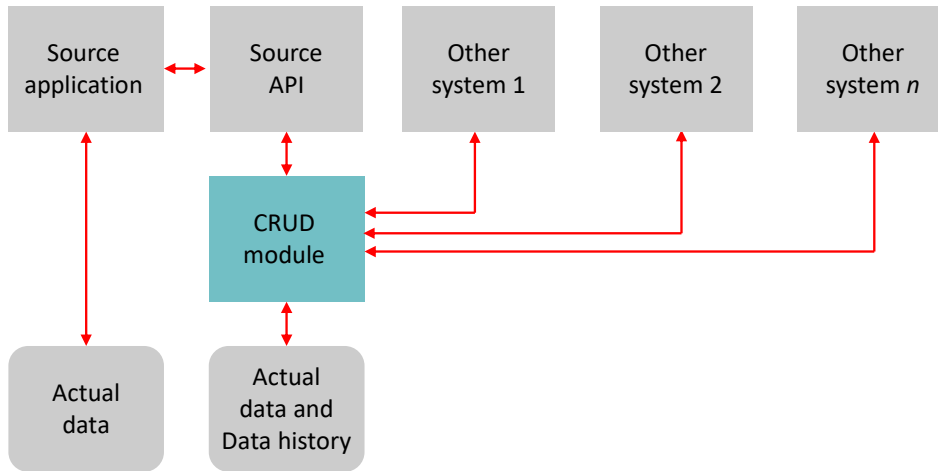 Source
application
Source
API
Other
system 1
Other
system 2
Other
system n
CRUD
module
Actual
data
Actual
data and
Data history